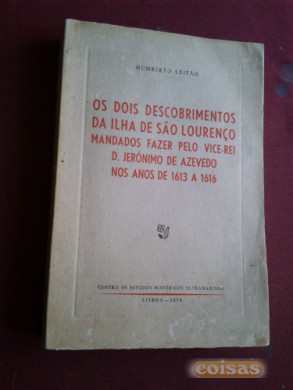 HUMBERTO LEITÃO
OS DOIS DESCOBRIMENTOS
DA ILHA DE SÃO LOURENÇO
MANDADOS FAZER PELO VICE-REI
D. JERÓNIMO DE AZEVEDO
NOS ANOS DE 1613 A 1616
CENTRO DE ESTUDOS HISTÓRICOS ULTRAMARINOS
LISBOA—
coisas